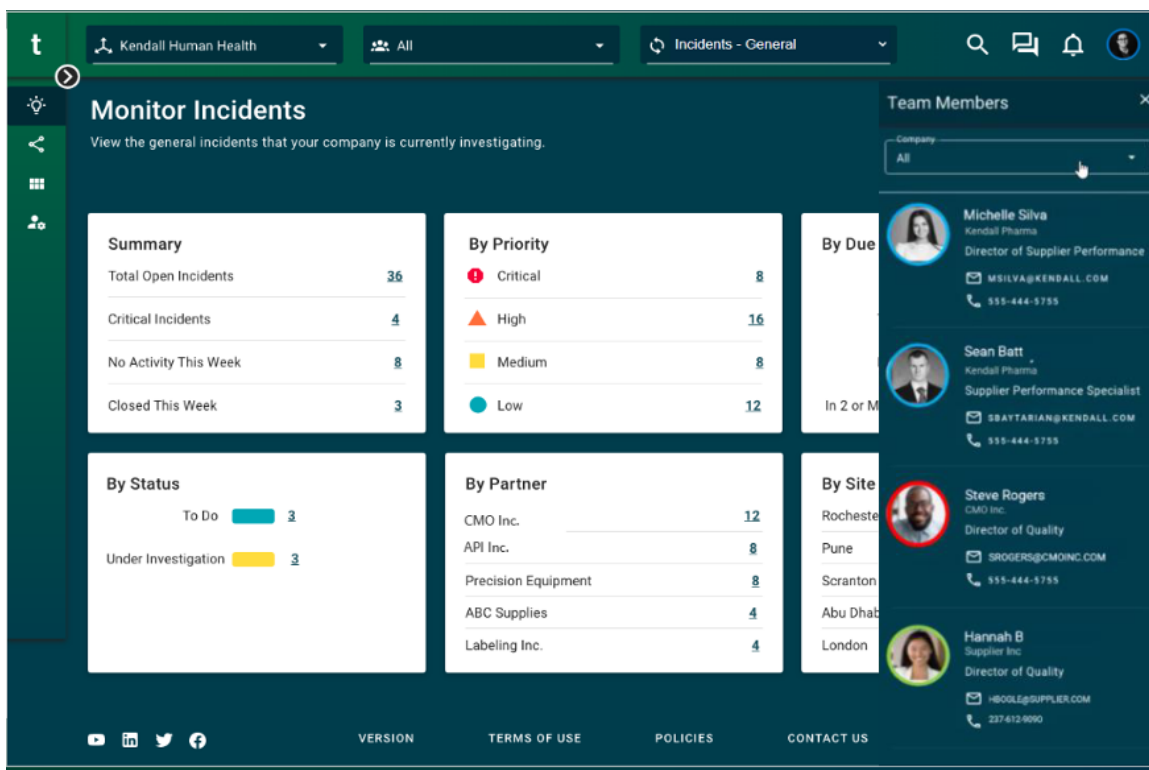 t
Kendall Human Health
All
Incidents - General
Monitor Incidents
View the general incidents that your company is currently investigating.
Summary
Total Open Incidents 36
Critical Incidents 4
No Activity This Week 8
Closed This Week 3
By Priority
Critical 8
High 16
Medium 8
Low 12
By Due
In 2 or M
By Status
To Do 3
Under Investigation 3
By Partner
CMO Inc. 12
API Inc. 8
Precision Equipment 8
ABC Supplies 4
Labeling Inc. 4
By Site
Rocheste
Pune
Scranton
Abu Dhab
London
Team Members
Company
All
Michelle Silva
Kendall Pharma
Director of Supplier Performance
MSILVA@KENDALL.COM
555-444-5755
Sean Batt
Kendall Pharma
Supplier Performance Specialist
SBAYTARIAN@KENDALL.COM
555-444-5755
Steve Rogers
CMO Inc.
Director of Quality
SROGERS@CMOINC.COM
555-444-5755
Hannah B
Supplier Inc
Director of Quality
HBOGLE@SUPPLIER.COM
237-612-9090
VERSION
TERMS OF USE
POLICIES
CONTACT US